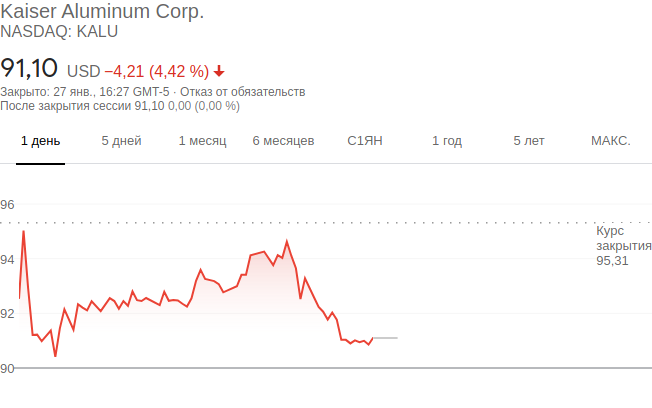 Kaiser Aluminum Corp.
NASDAQ: KALU
91,10 USD −4,21 (4,42 %)
Закрыто: 27 янв., 16:27 GMT-5 · Отказ от обязательств
После закрытия сессии 91,10 0,00 (0,00 %)
1 день 5 дней 1 месяц 6 месяцев С1ЯН 1 год 5 лет МАКС.
96
Курс
закрытия
95,31
94
92
90